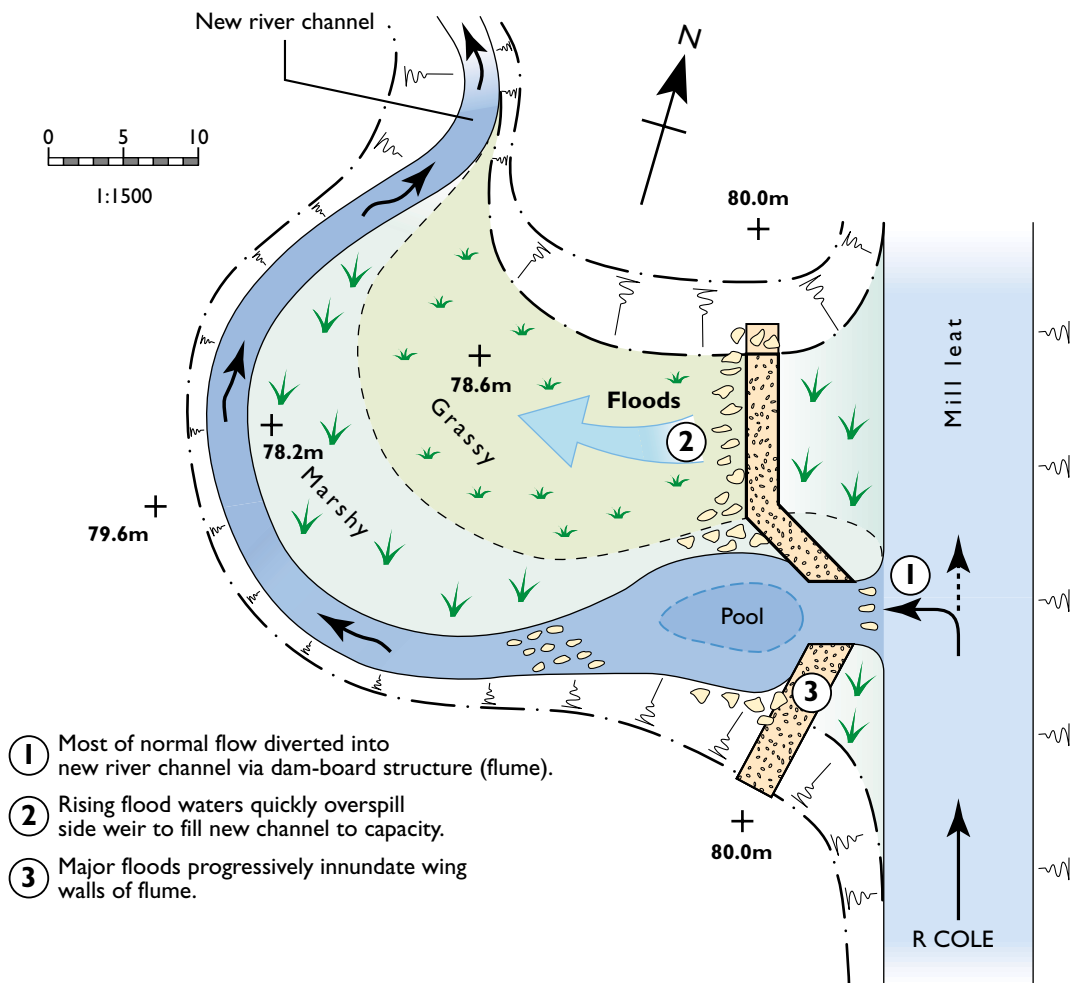 New river channel
N
0 5 10
1:1500
80.0m
Mill leat
78.6m
Floods
Grassy
2
78.2m
Marshy
79.6m
1
Pool
3
1 Most of normal flow diverted into
new river channel via dam-board structure (flume).
2 Rising flood waters quickly overspill
side weir to fill new channel to capacity.
3 Major floods progressively innundate wing
walls of flume.
80.0m
R COLE